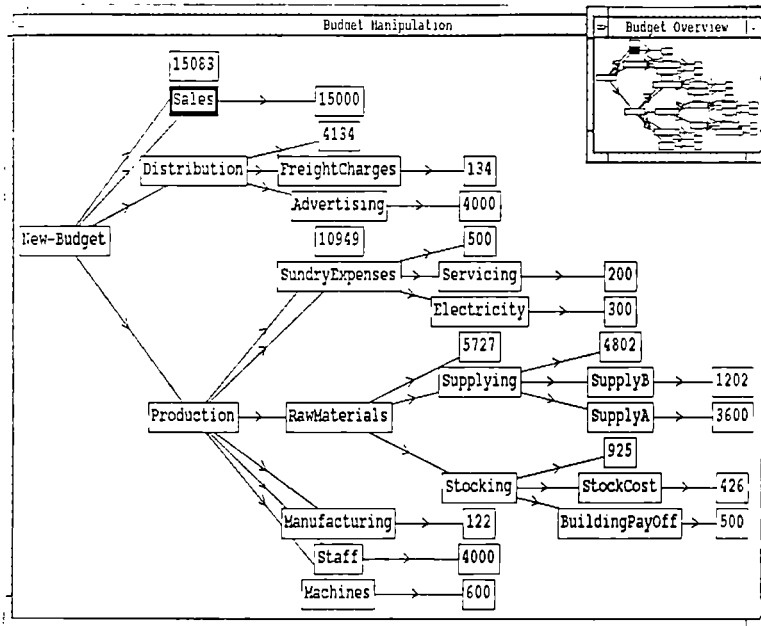 Budget Manipulation
Budget Overview
15083
Sales
15000
4134
Distribution
FreightCharges
134
Advertising
4000
New-Budget
10949
500
SundryExpenses
Servicing
200
Electricity
300
5727
4802
Supplying
SupplyB
1202
Production
RawMaterials
SupplyA
3600
925
Stocking
StockCost
426
Manufacturing
122
BuildingPayOff
500
Staff
4000
Machines
600